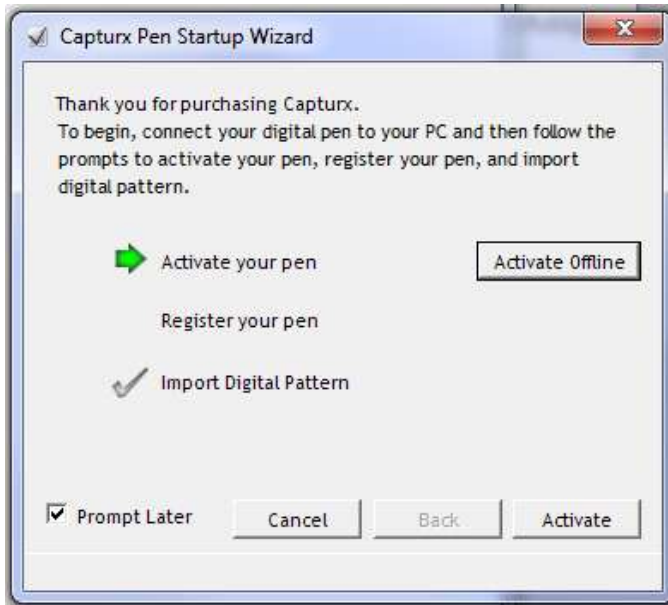 Capturx Pen Startup Wizard
Thank you for purchasing Capturx.
To begin, connect your digital pen to your PC and then follow the
prompts to activate your pen, register your pen, and import
digital pattern.
Activate your pen Activate Offline
Register your pen
Import Digital Pattern
Prompt Later Cancel Back Activate